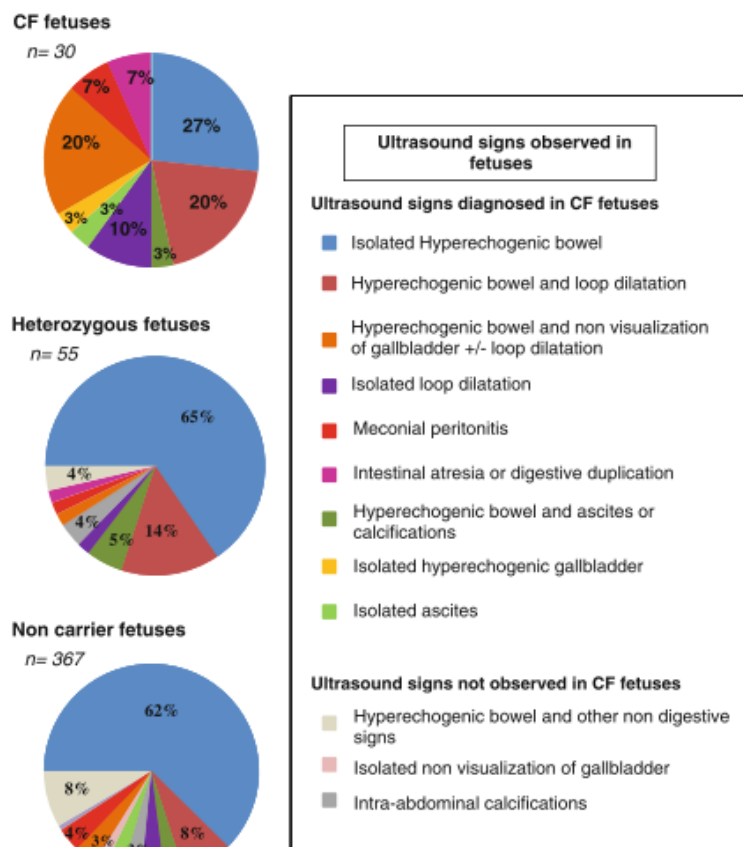 CF fetuses
n= 30
7%
7%
27%
20%
20%
3%
3%
10%
3%
Heterozygous fetuses
n= 55
65%
4%
4%
5%
14%
Non carrier fetuses
n= 367
62%
8%
4%
3%
8%
Ultrasound signs observed in
fetuses
Ultrasound signs diagnosed in CF fetuses
Isolated Hyperechogenic bowel
Hyperechogenic bowel and loop dilatation
Hyperechogenic bowel and non visualization
of gallbladder +/- loop dilatation
Isolated loop dilatation
Meconial peritonitis
Intestinal atresia or digestive duplication
Hyperechogenic bowel and ascites or
calcifications
Isolated hyperechogenic gallbladder
Isolated ascites
Ultrasound signs not observed in CF fetuses
Hyperechogenic bowel and other non digestive
signs
Isolated non visualization of gallbladder
Intra-abdominal calcifications